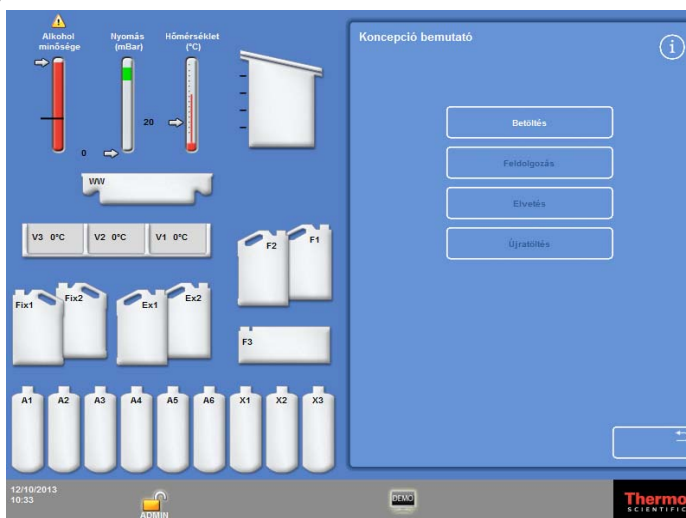 Alkohol
minősége
Nyomás
(mBar)
Hőmérséklet
(°C)
20
0
WW
V3 0°C V2 0°C V1 0°C
F2 F1
Fix1 Fix2 Ex1 Ex2
F3
A1 A2 A3 A4 A5 A6 X1 X2 X3
Koncepció bemutató
i
Betöltés
Feldolgozás
Elvetés
Újratöltés
12/10/2013
10:33
ADMIN
DEMO
Thermo
SCIENTIFIC